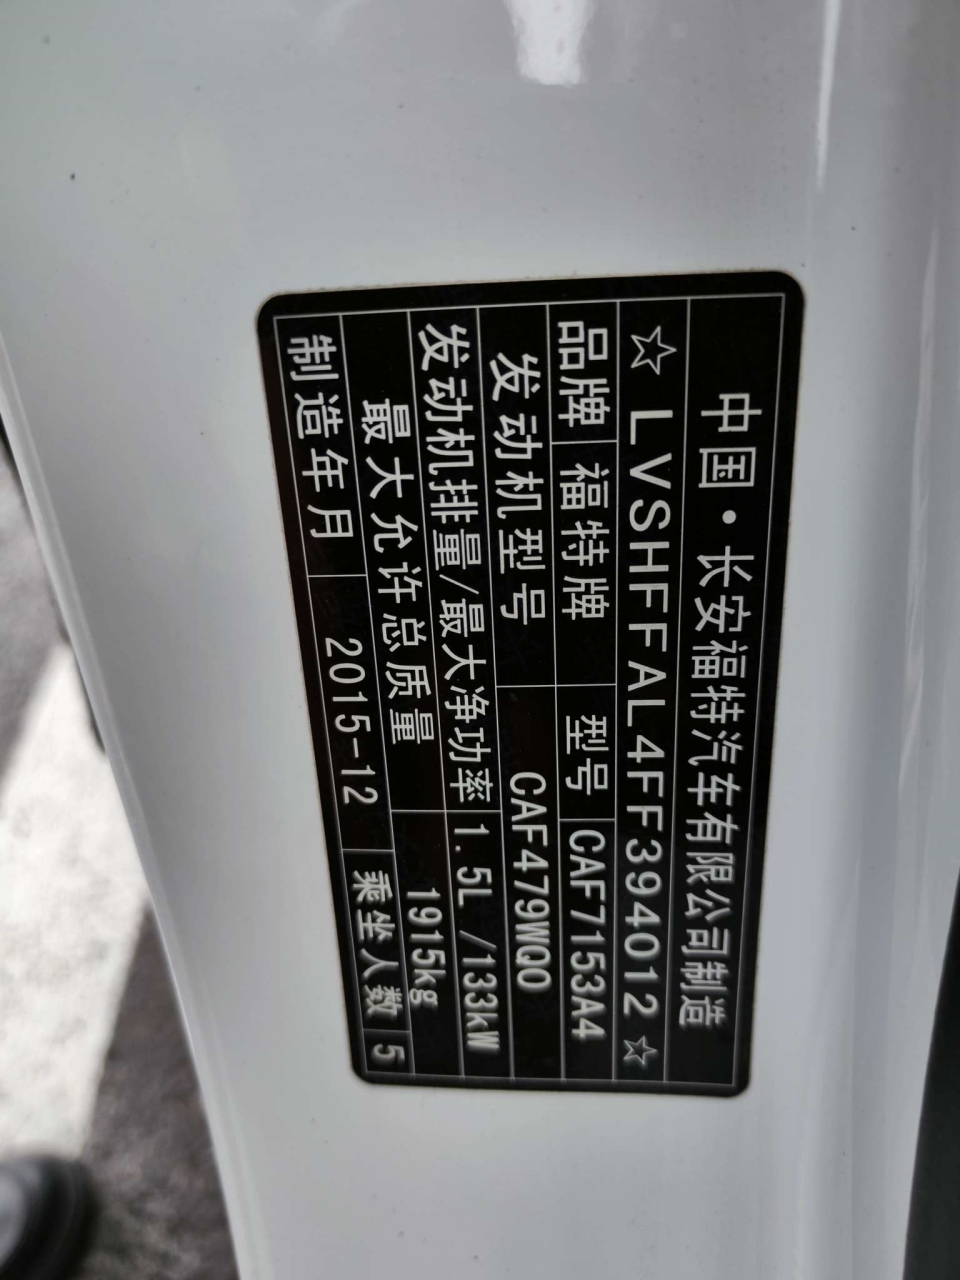 中国·长安福特汽车有限公司制造
☆ LVSHFFAL4FF394012 ☆
品牌 福特牌 型号 CAF7153A4
发动机型号 CAF479WQ0
发动机排量/最大净功率 1.5L /133kW
最大允许总质量 1915kg
制造年月 2015-12 乘坐人数 5